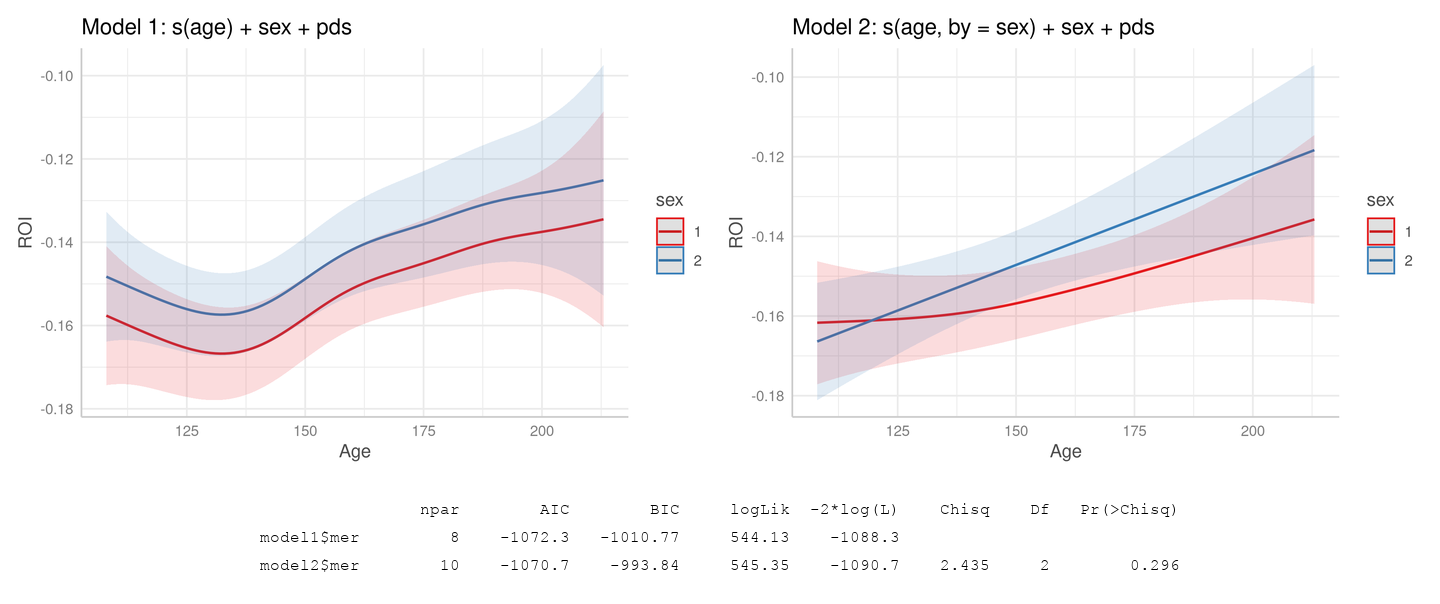 Model 1: s(age) + sex + pds
-0.10
-0.12
-0.14
-0.16
-0.18
ROI
125 150 175 200
Age
sex
1
2
Model 2: s(age, by = sex) + sex + pds
-0.10
-0.12
-0.14
-0.16
-0.18
ROI
125 150 175 200
Age
sex
1
2
npar AIC BIC logLik -2*log(L) Chisq Df Pr(>Chisq)
model1$mer 8 -1072.3 -1010.77 544.13 -1088.3
model2$mer 10 -1070.7 -993.84 545.35 -1090.7 2.435 2 0.296